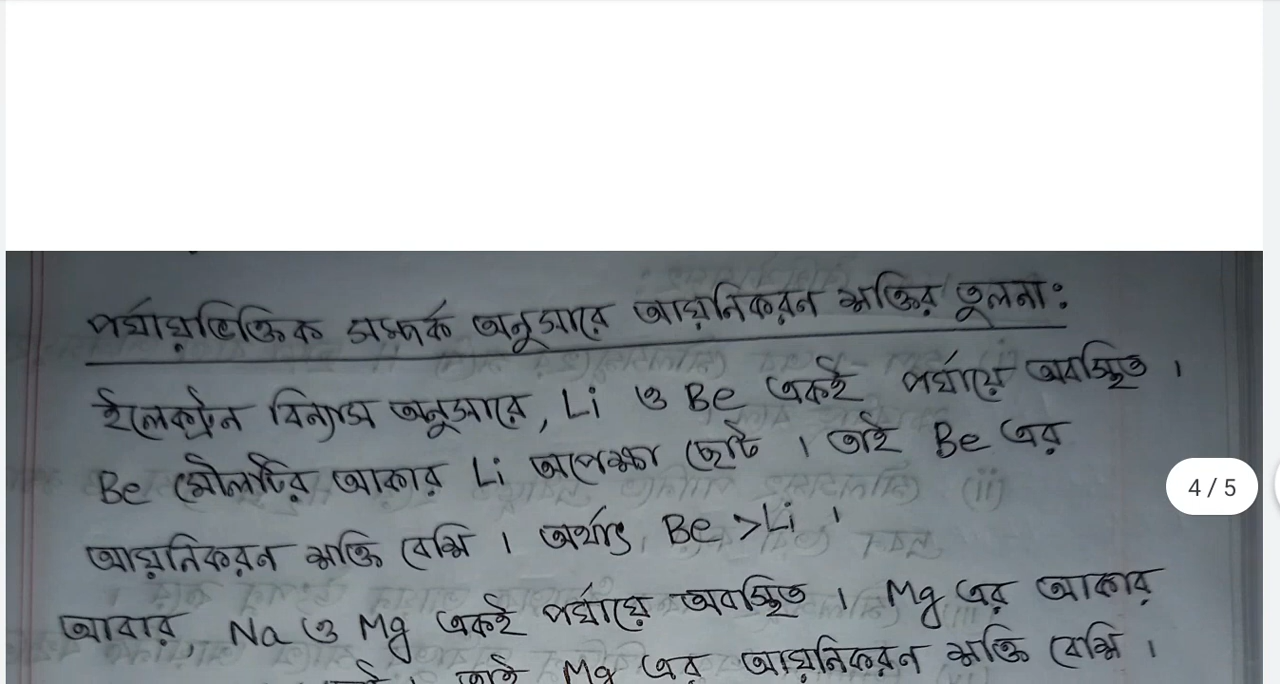 পর্যায়ভিত্তিক সম্পর্ক অনুসারে আয়নিকরন শক্তির তুলনা:
ইলেকট্রন বিন্যাস অনুসারে, Li ও Be একই পর্যায়ে অবস্থিত ।
Be মৌলটির আকার Li অপেক্ষা ছোট । তাই Be এর
আয়নিকরন শক্তি বেশি । অর্থাৎ Be > Li ।
আবার, Na ও Mg একই পর্যায়ে অবস্থিত । Mg এর আকার
তাই Mg এর আয়নিকরন শক্তি বেশি ।
4 / 5